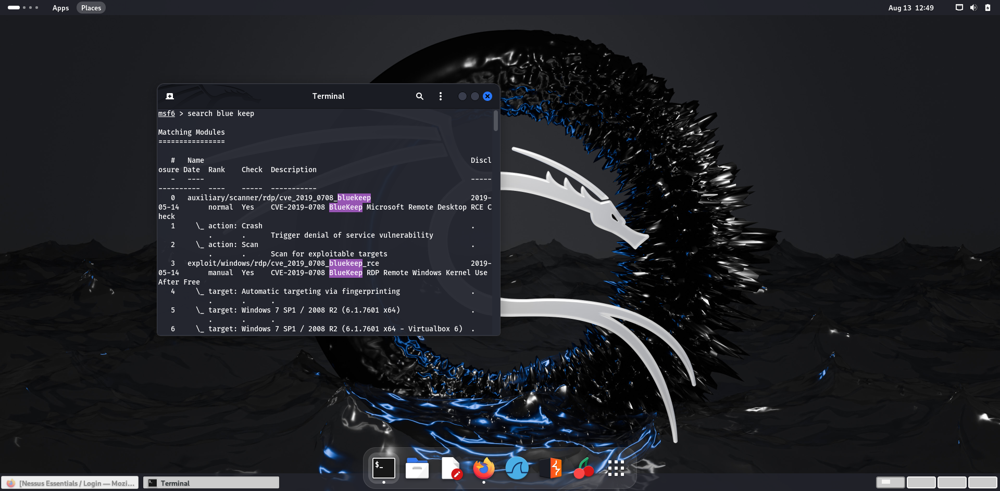 Apps Places Aug 13 12:49
Terminal
msf6 > search blue keep
Matching Modules
================
# Name Discl
osure Date Rank Check Description
- ---- -----
---------- ---- ----- -----------
0 auxiliary/scanner/rdp/cve_2019_0708_bluekeep 2019-
05-14 normal Yes CVE-2019-0708 BlueKeep Microsoft Remote Desktop RCE C
heck
1 \_ action: Crash .
. . Trigger denial of service vulnerability
2 \_ action: Scan .
. . Scan for exploitable targets
3 exploit/windows/rdp/cve_2019_0708_bluekeep_rce 2019-
05-14 manual Yes CVE-2019-0708 BlueKeep RDP Remote Windows Kernel Use
After Free
4 \_ target: Automatic targeting via fingerprinting .
. . .
5 \_ target: Windows 7 SP1 / 2008 R2 (6.1.7601 x64) .
. . .
6 \_ target: Windows 7 SP1 / 2008 R2 (6.1.7601 x64 - Virtualbox 6) .
$_
[Nessus Essentials / Login — Mozi... Terminal